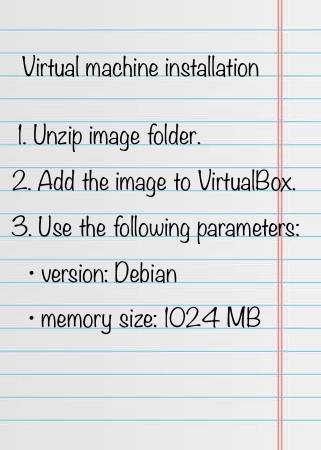 Virtual machine installation
1. Unzip image folder.
2. Add the image to VirtualBox.
3. Use the following parameters:
• version: Debian
• memory size: 1024 MB